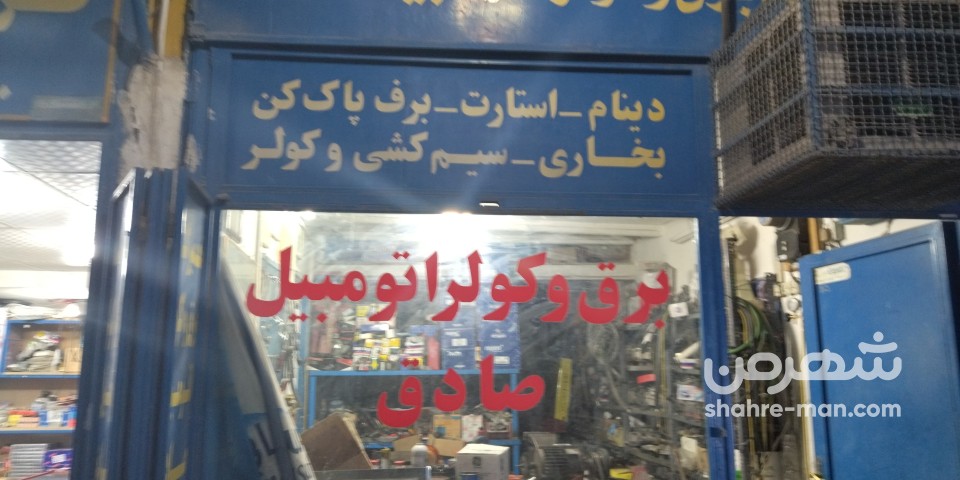 دینام - استارت - برف پاک کن
بخاری - سیم کشی و کولر
برق و کولر اتومبیل
صادق
شهرمن
shahre-man.com